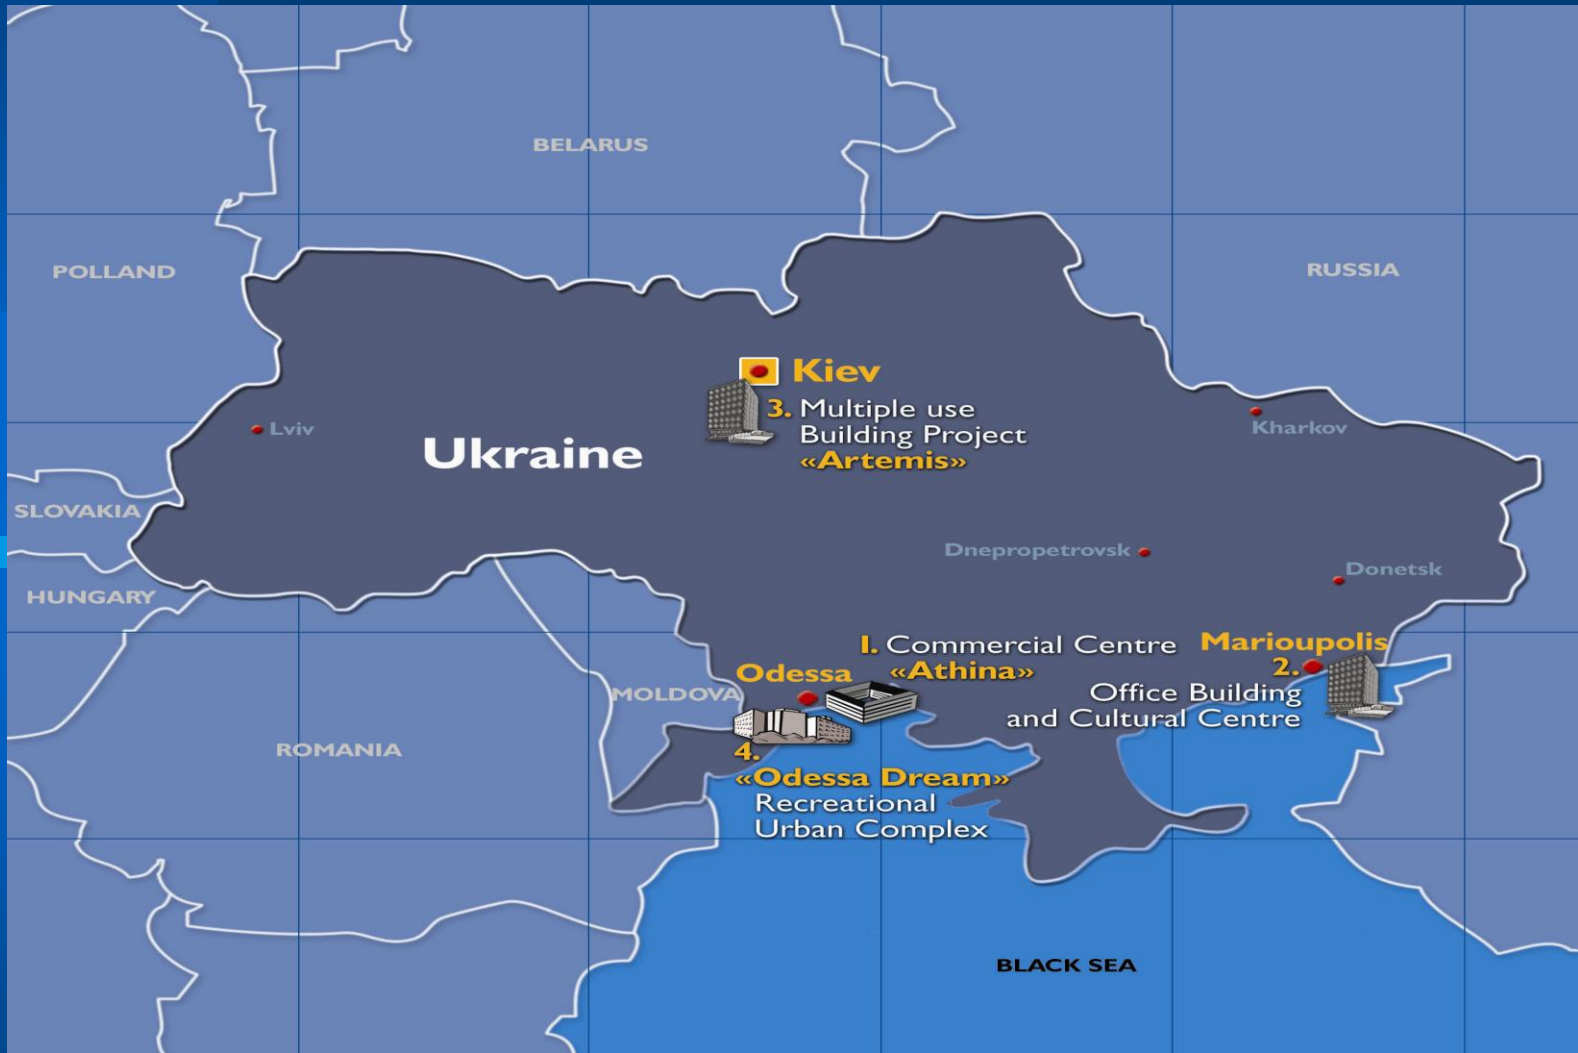 BELARUS
POLLAND
RUSSIA
Kiev
3. Multiple use
Building Project
«Artemis»
Lviv
Ukraine
Kharkov
SLOVAKIA
Dnepropetrovsk
Donetsk
HUNGARY
1. Commercial Centre
«Athina»
Marioupolis
2.
Office Building
and Cultural Centre
Odessa
MOLDOVA
ROMANIA
4.
«Odessa Dream»
Recreational
Urban Complex
BLACK SEA